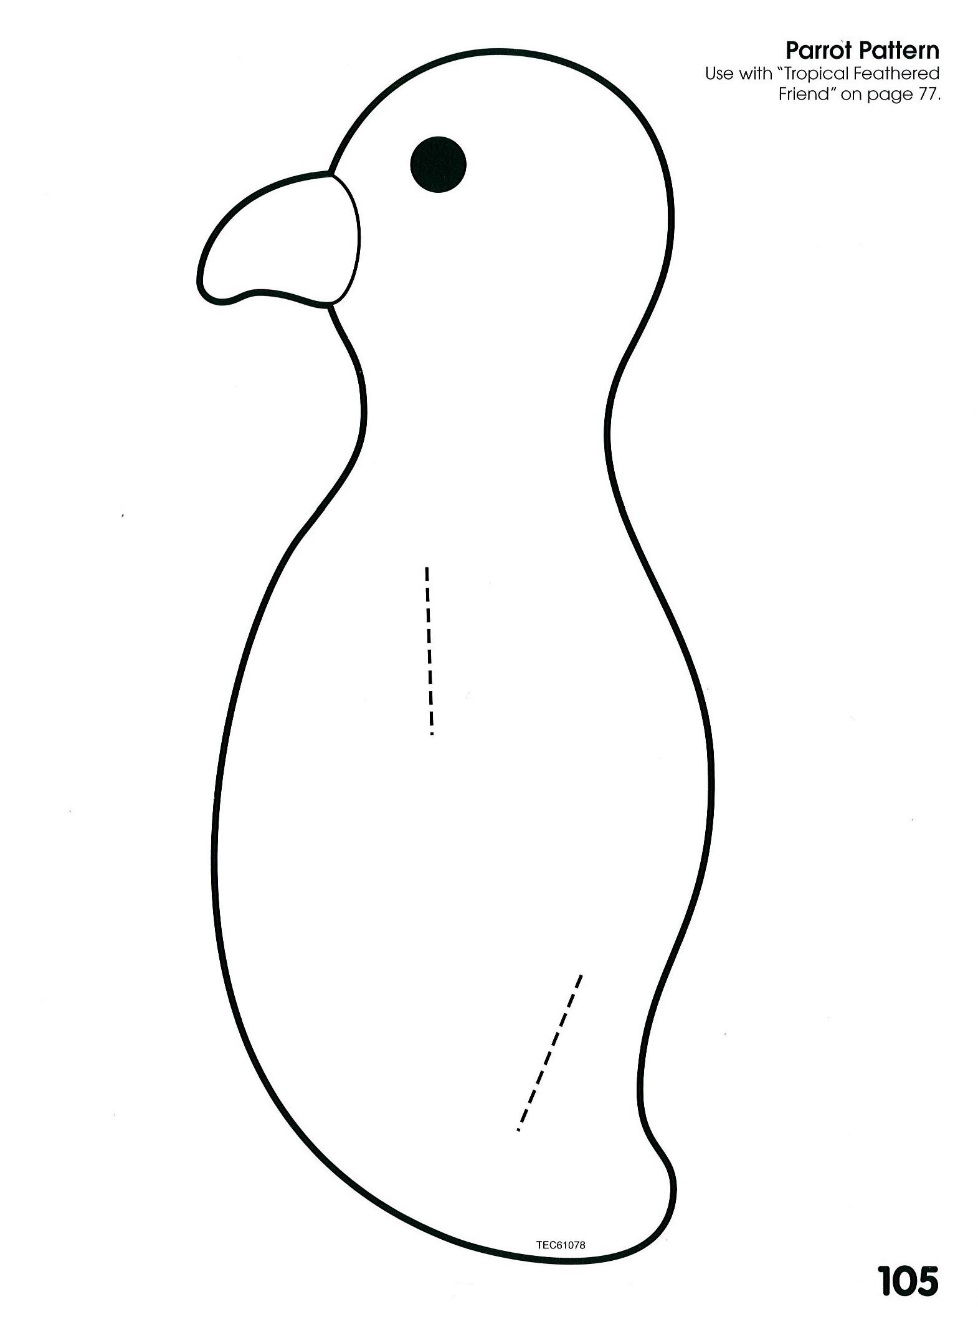 Parrot Pattern
Use with “Tropical Feathered
Friend” on page 77.
TEC61078
105